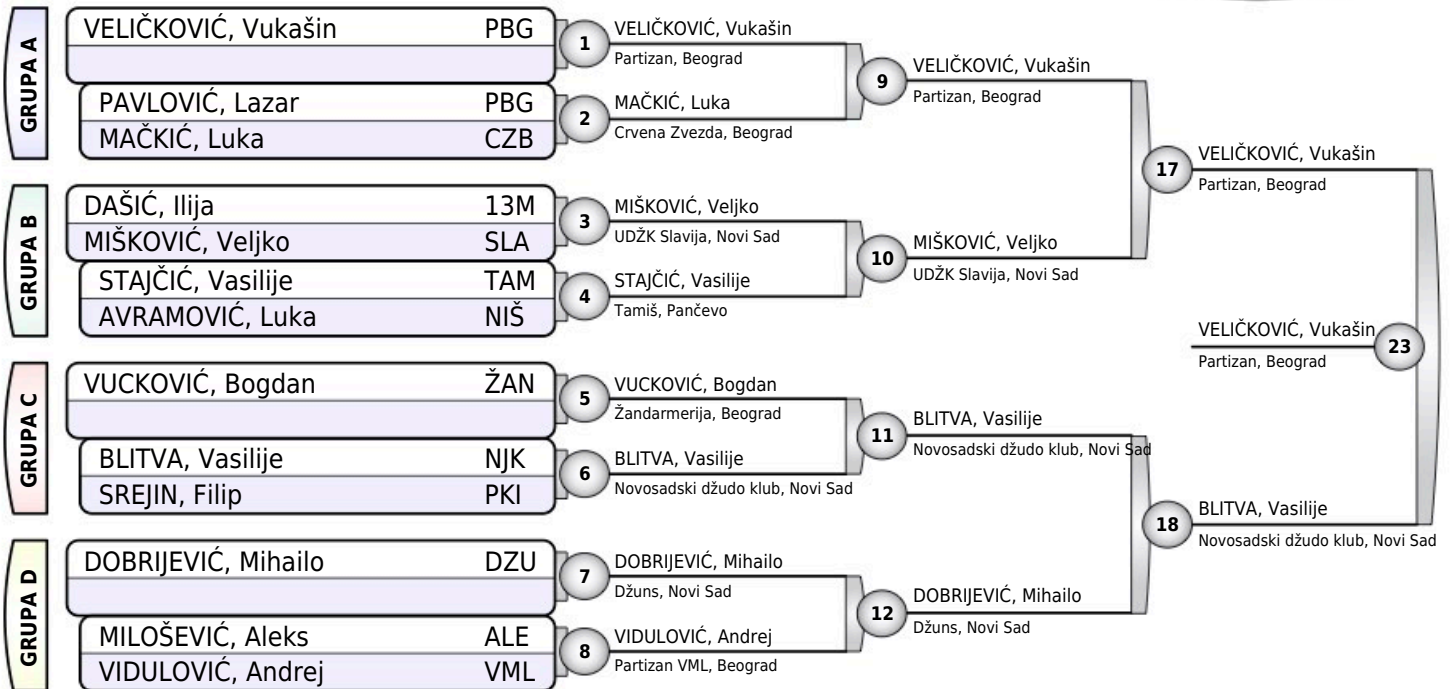 GRUPA A
VELIČKOVIĆ, Vukašin PBG
PAVLOVIĆ, Lazar PBG
MAČKIĆ, Luka CZB
1
VELIČKOVIĆ, Vukašin
Partizan, Beograd
2
MAČKIĆ, Luka
Crvena Zvezda, Beograd
9
VELIČKOVIĆ, Vukašin
Partizan, Beograd
GRUPA B
DAŠIĆ, Ilija 13M
MIŠKOVIĆ, Veljko SLA
STAJČIĆ, Vasilije TAM
AVRAMOVIĆ, Luka NIŠ
3
MIŠKOVIĆ, Veljko
UDŽK Slavija, Novi Sad
4
STAJČIĆ, Vasilije
Tamiš, Pančevo
10
MIŠKOVIĆ, Veljko
UDŽK Slavija, Novi Sad
17
VELIČKOVIĆ, Vukašin
Partizan, Beograd
GRUPA C
VUCKOVIĆ, Bogdan ŽAN
BLITVA, Vasilije NJK
SREJIN, Filip PKI
5
VUCKOVIĆ, Bogdan
Žandarmerija, Beograd
6
BLITVA, Vasilije
Novosadski džudo klub, Novi Sad
11
BLITVA, Vasilije
Novosadski džudo klub, Novi Sad
GRUPA D
DOBRIJEVIĆ, Mihailo DZU
MILOŠEVIĆ, Aleks ALE
VIDULOVIĆ, Andrej VML
7
DOBRIJEVIĆ, Mihailo
Džuns, Novi Sad
8
VIDULOVIĆ, Andrej
Partizan VML, Beograd
12
DOBRIJEVIĆ, Mihailo
Džuns, Novi Sad
18
BLITVA, Vasilije
Novosadski džudo klub, Novi Sad
VELIČKOVIĆ, Vukašin
Partizan, Beograd
23